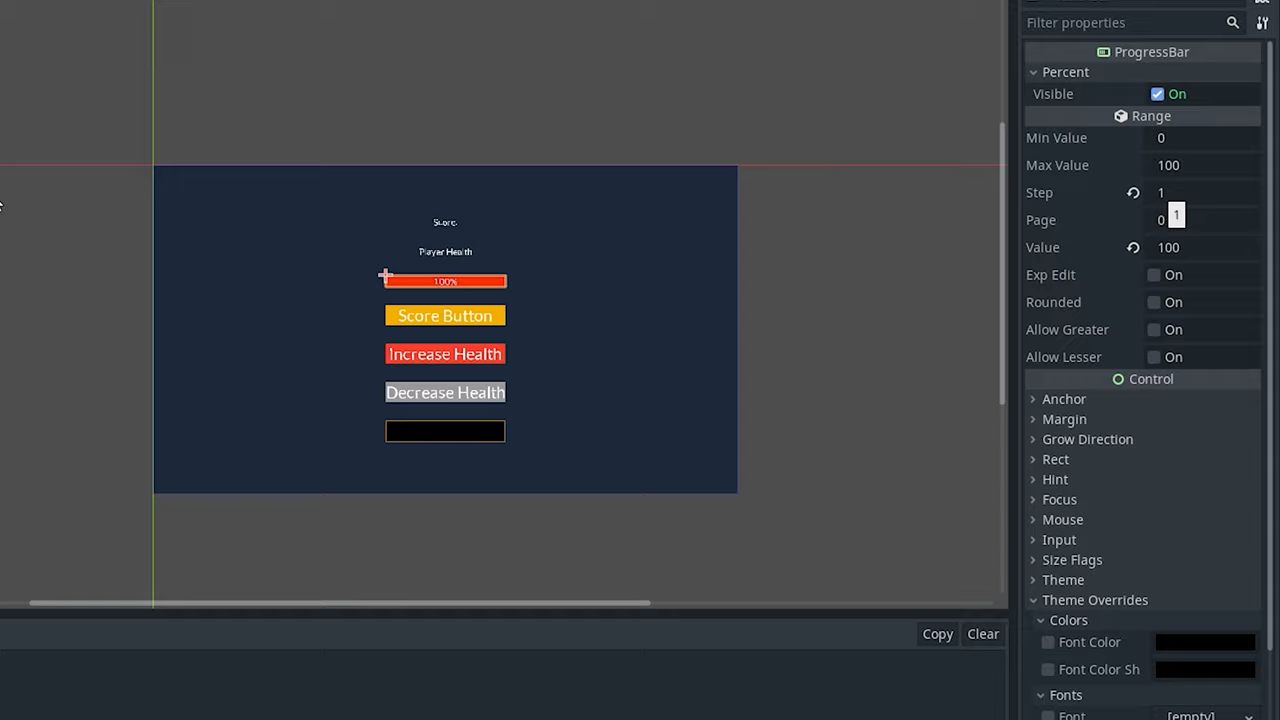 Filter properties
ProgressBar
Percent
Visible On
Range
Min Value 0
Max Value 100
Step 1
Page 0
1
Value 100
Exp Edit On
Rounded On
Allow Greater On
Allow Lesser On
Control
Anchor
Margin
Grow Direction
Rect
Hint
Focus
Mouse
Input
Size Flags
Theme
Theme Overrides
Colors
Font Color
Font Color Sh
Fonts
Font [empty]
Score:
Player Health
100%
Score Button
Increase Health
Decrease Health
Copy Clear